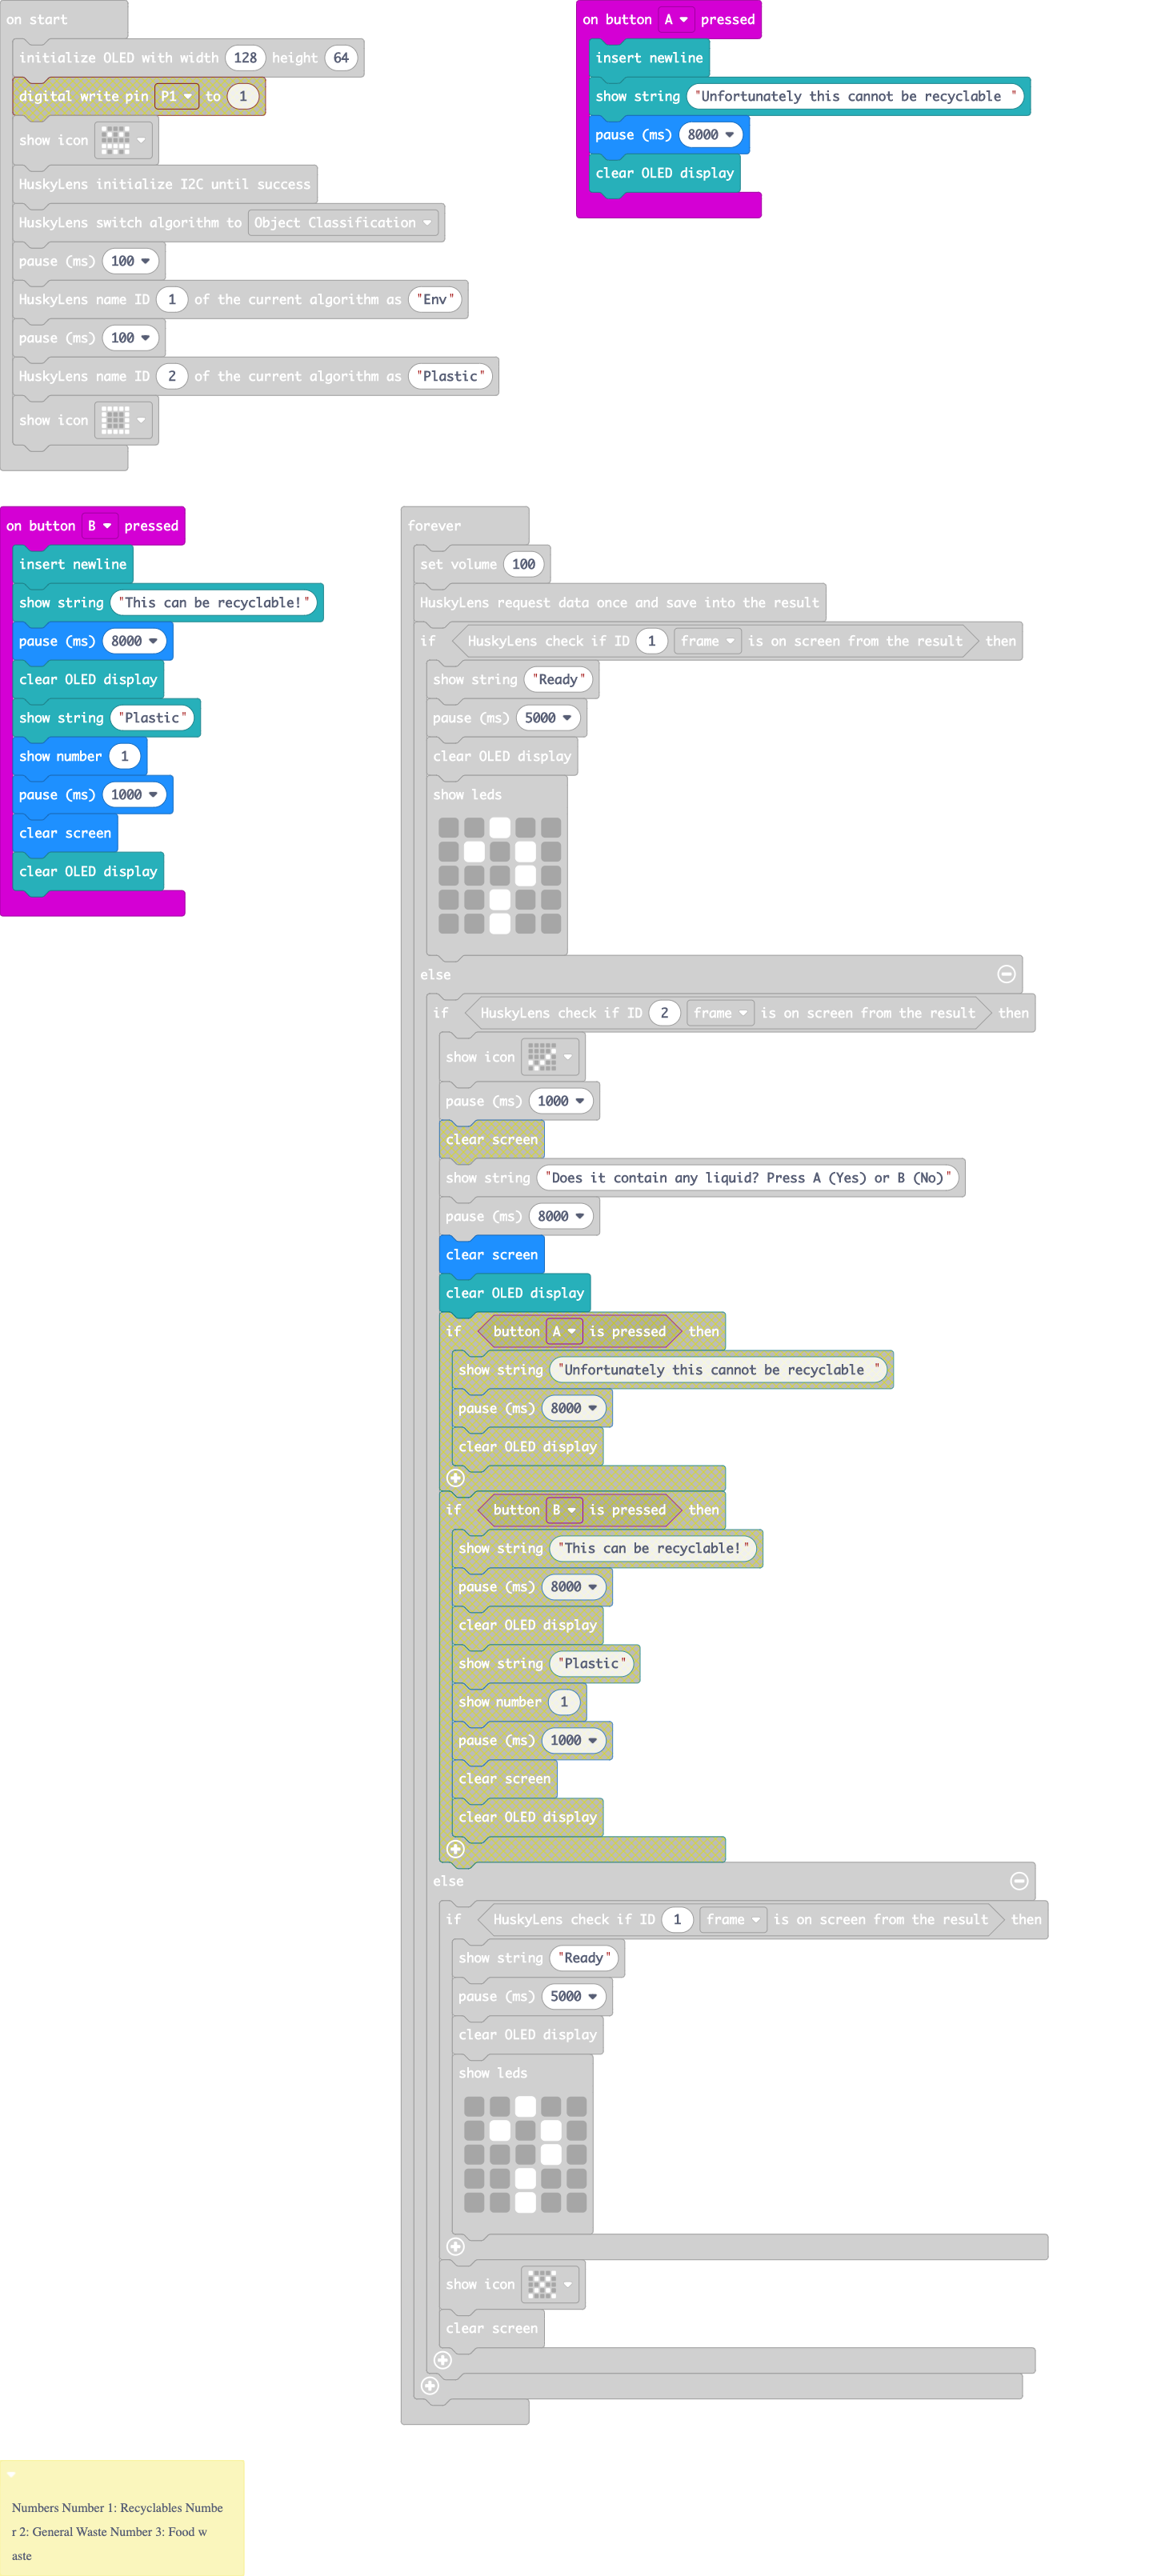 on start
initialize OLED with width 128 height 64
digital write pin P1 to 1
show icon
HuskyLens initialize I2C until success
HuskyLens switch algorithm to Object Classification
pause (ms) 100
HuskyLens name ID 1 of the current algorithm as "Env"
pause (ms) 100
HuskyLens name ID 2 of the current algorithm as "Plastic"
show icon
on button A pressed
insert newline
show string "Unfortunately this cannot be recyclable "
pause (ms) 8000
clear OLED display
on button B pressed
insert newline
show string "This can be recyclable!"
pause (ms) 8000
clear OLED display
show string "Plastic"
show number 1
pause (ms) 1000
clear screen
clear OLED display
forever
set volume 100
HuskyLens request data once and save into the result
if HuskyLens check if ID 1 frame is on screen from the result then
show string "Ready"
pause (ms) 5000
clear OLED display
show leds
else
if HuskyLens check if ID 2 frame is on screen from the result then
show icon
pause (ms) 1000
clear screen
show string "Does it contain any liquid? Press A (Yes) or B (No)"
pause (ms) 8000
clear screen
clear OLED display
if button A is pressed then
show string "Unfortunately this cannot be recyclable "
pause (ms) 8000
clear OLED display
if button B is pressed then
show string "This can be recyclable!"
pause (ms) 8000
clear OLED display
show string "Plastic"
show number 1
pause (ms) 1000
clear screen
clear OLED display
else
if HuskyLens check if ID 1 frame is on screen from the result then
show string "Ready"
pause (ms) 5000
clear OLED display
show leds
show icon
clear screen
Numbers Number 1: Recyclables Numbe
r 2: General Waste Number 3: Food w
aste